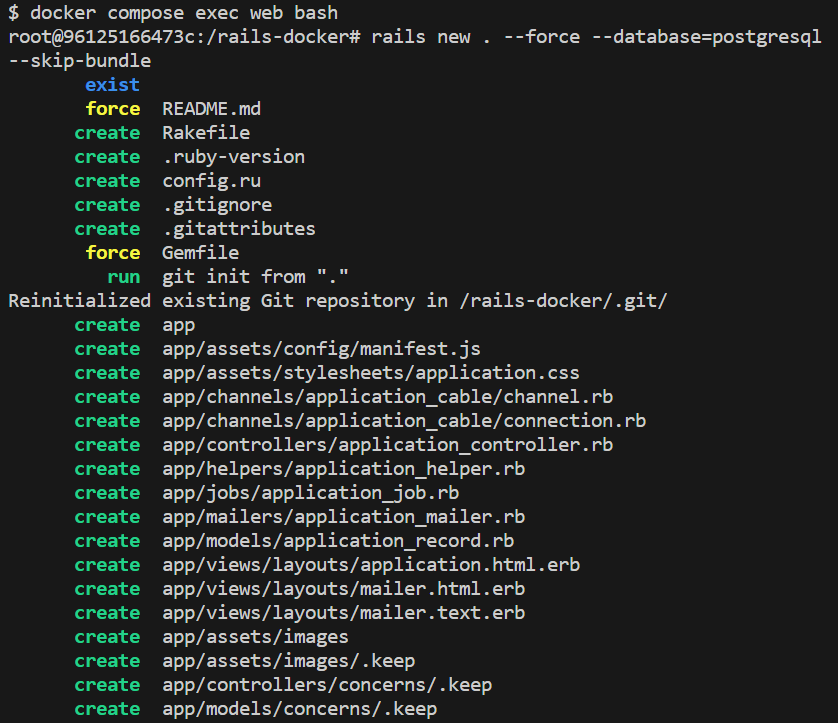 $ docker compose exec web bash
root@96125166473c:/rails-docker# rails new . --force --database=postgresql
--skip-bundle
       exist
       force  README.md
      create  Rakefile
      create  .ruby-version
      create  config.ru
      create  .gitignore
      create  .gitattributes
       force  Gemfile
         run  git init from "."
Reinitialized existing Git repository in /rails-docker/.git/
      create  app
      create  app/assets/config/manifest.js
      create  app/assets/stylesheets/application.css
      create  app/channels/application_cable/channel.rb
      create  app/channels/application_cable/connection.rb
      create  app/controllers/application_controller.rb
      create  app/helpers/application_helper.rb
      create  app/jobs/application_job.rb
      create  app/mailers/application_mailer.rb
      create  app/models/application_record.rb
      create  app/views/layouts/application.html.erb
      create  app/views/layouts/mailer.html.erb
      create  app/views/layouts/mailer.text.erb
      create  app/assets/images
      create  app/assets/images/.keep
      create  app/controllers/concerns/.keep
      create  app/models/concerns/.keep